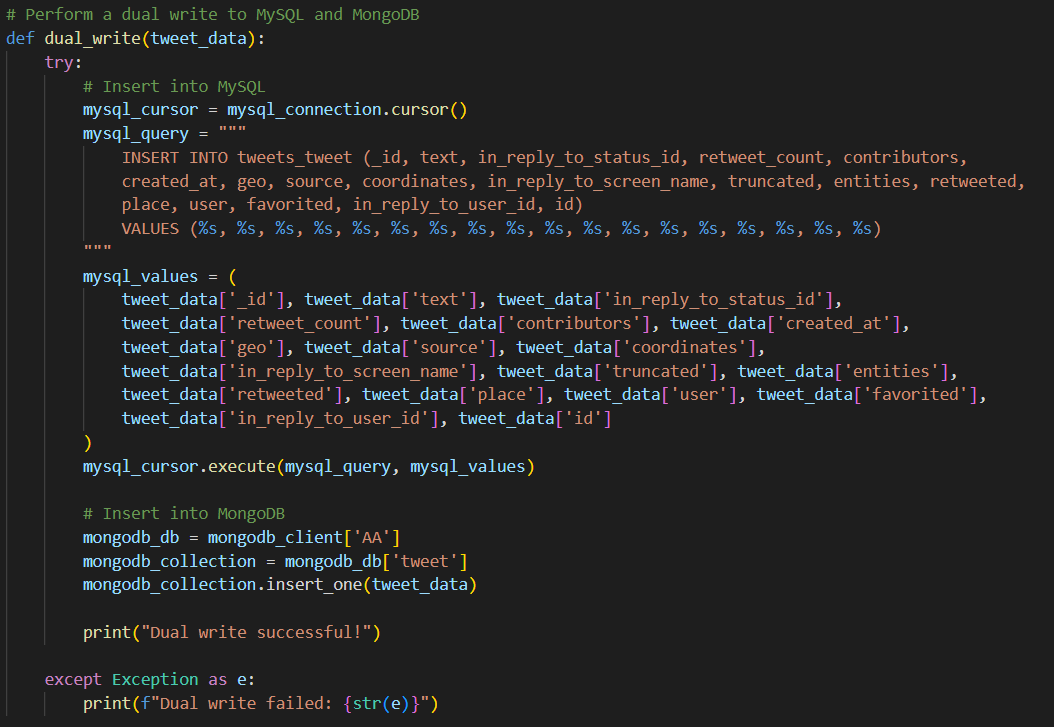 # Perform a dual write to MySQL and MongoDB
def dual_write(tweet_data):
    try:
        # Insert into MySQL
        mysql_cursor = mysql_connection.cursor()
        mysql_query = """
            INSERT INTO tweets_tweet (_id, text, in_reply_to_status_id, retweet_count, contributors,
            created_at, geo, source, coordinates, in_reply_to_screen_name, truncated, entities, retweeted,
            place, user, favorited, in_reply_to_user_id, id)
            VALUES (%s, %s, %s, %s, %s, %s, %s, %s, %s, %s, %s, %s, %s, %s, %s, %s, %s, %s)
        """
        mysql_values = (
            tweet_data['_id'], tweet_data['text'], tweet_data['in_reply_to_status_id'],
            tweet_data['retweet_count'], tweet_data['contributors'], tweet_data['created_at'],
            tweet_data['geo'], tweet_data['source'], tweet_data['coordinates'],
            tweet_data['in_reply_to_screen_name'], tweet_data['truncated'], tweet_data['entities'],
            tweet_data['retweeted'], tweet_data['place'], tweet_data['user'], tweet_data['favorited'],
            tweet_data['in_reply_to_user_id'], tweet_data['id']
        )
        mysql_cursor.execute(mysql_query, mysql_values)

        # Insert into MongoDB
        mongodb_db = mongodb_client['AA']
        mongodb_collection = mongodb_db['tweet']
        mongodb_collection.insert_one(tweet_data)

        print("Dual write successful!")

    except Exception as e:
        print(f"Dual write failed: {str(e)}")